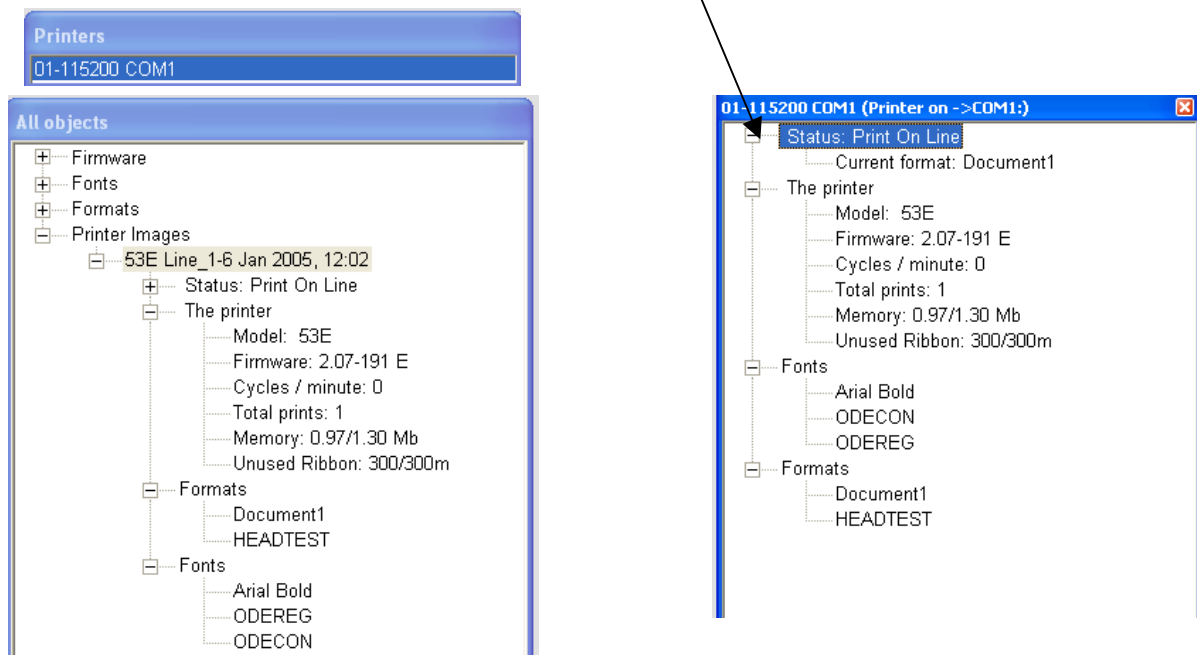 Printers
01-115200 COM1
All objects
Firmware
Fonts
Formats
Printer Images
53E Line_1-6 Jan 2005, 12:02
Status: Print On Line
The printer
Model: 53E
Firmware: 2.07-191 E
Cycles / minute: 0
Total prints: 1
Memory: 0.97/1.30 Mb
Unused Ribbon: 300/300m
Formats
Document1
HEADTEST
Fonts
Arial Bold
ODEREG
ODECON
01-115200 COM1 (Printer on ->COM1:)
Status: Print On Line
Current format: Document1
The printer
Model: 53E
Firmware: 2.07-191 E
Cycles / minute: 0
Total prints: 1
Memory: 0.97/1.30 Mb
Unused Ribbon: 300/300m
Fonts
Arial Bold
ODECON
ODEREG
Formats
Document1
HEADTEST